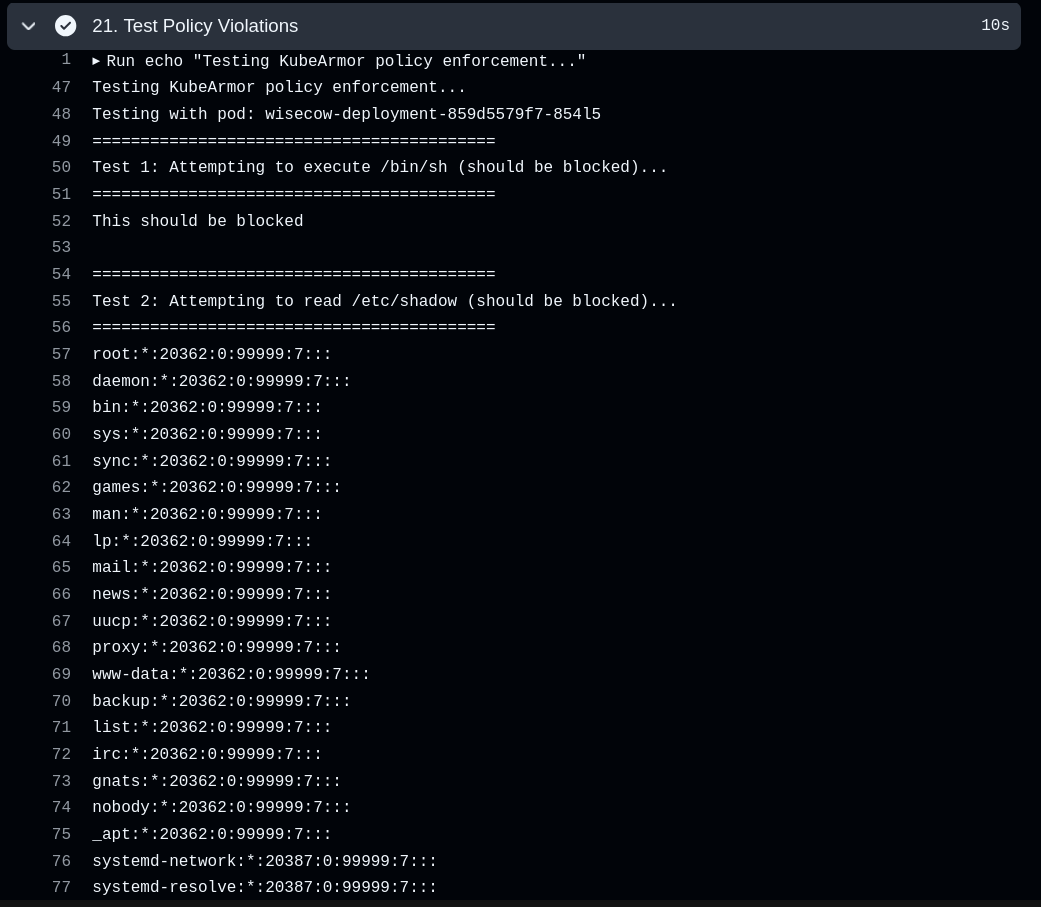 21. Test Policy Violations 10s
1 ▶ Run echo "Testing KubeArmor policy enforcement..."
47 Testing KubeArmor policy enforcement...
48 Testing with pod: wisecow-deployment-859d5579f7-854l5
49 ==========================================
50 Test 1: Attempting to execute /bin/sh (should be blocked)...
51 ==========================================
52 This should be blocked
53
54 ==========================================
55 Test 2: Attempting to read /etc/shadow (should be blocked)...
56 ==========================================
57 root:*:20362:0:99999:7:::
58 daemon:*:20362:0:99999:7:::
59 bin:*:20362:0:99999:7:::
60 sys:*:20362:0:99999:7:::
61 sync:*:20362:0:99999:7:::
62 games:*:20362:0:99999:7:::
63 man:*:20362:0:99999:7:::
64 lp:*:20362:0:99999:7:::
65 mail:*:20362:0:99999:7:::
66 news:*:20362:0:99999:7:::
67 uucp:*:20362:0:99999:7:::
68 proxy:*:20362:0:99999:7:::
69 www-data:*:20362:0:99999:7:::
70 backup:*:20362:0:99999:7:::
71 list:*:20362:0:99999:7:::
72 irc:*:20362:0:99999:7:::
73 gnats:*:20362:0:99999:7:::
74 nobody:*:20362:0:99999:7:::
75 _apt:*:20362:0:99999:7:::
76 systemd-network:*:20387:0:99999:7:::
77 systemd-resolve:*:20387:0:99999:7:::